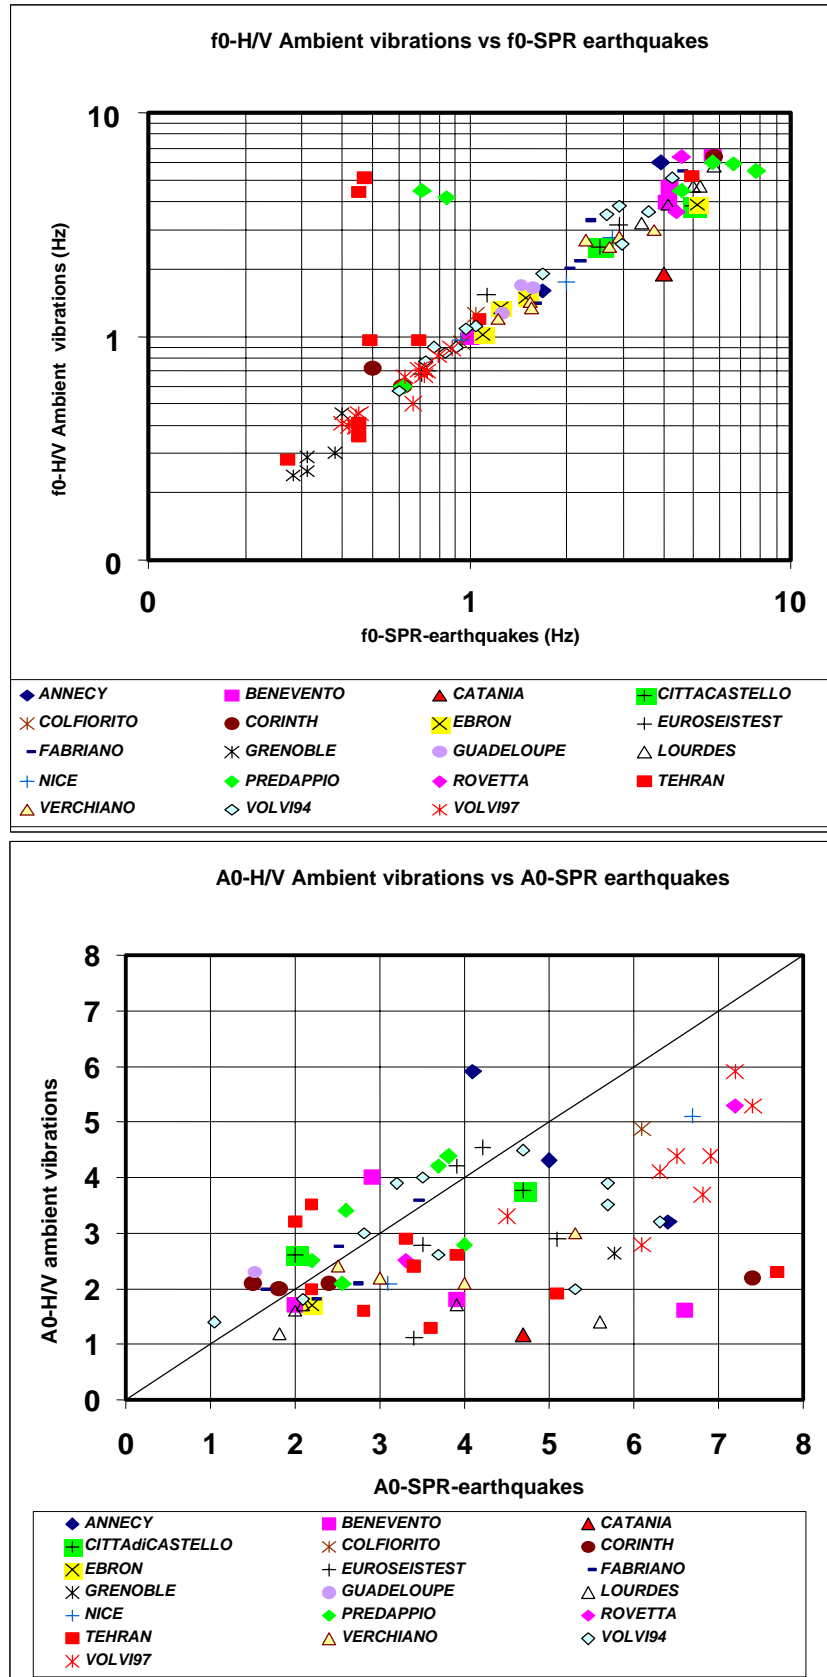 f0-H/V Ambient vibrations vs f0-SPR earthquakes
10
1
0
f0-H/V Ambient vibrations (Hz)
0 1 10
f0-SPR-earthquakes (Hz)
ANNECY BENEVENTO CATANIA CITTACASTELLO
COLFIORITO CORINTH EBRON EUROSEISTEST
FABRIANO GRENOBLE GUADELOUPE LOURDES
NICE PREDAPPIO ROVETTA TEHRAN
VERCHIANO VOLVI94 VOLVI97
A0-H/V Ambient vibrations vs A0-SPR earthquakes
8
7
6
5
4
3
2
1
0
A0-H/V ambient vibrations
0 1 2 3 4 5 6 7 8
A0-SPR-earthquakes
ANNECY BENEVENTO CATANIA
CITTAdiCASTELLO COLFIORITO CORINTH
EBRON EUROSEISTEST FABRIANO
GRENOBLE GUADELOUPE LOURDES
NICE PREDAPPIO ROVETTA
TEHRAN VERCHIANO VOLVI94
VOLVI97